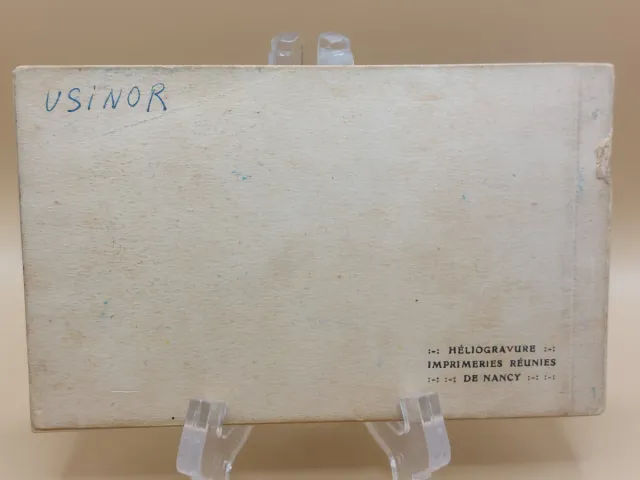 USiNOR
:-: HÉLIOGRAVURE :-:
IMPRIMERIES RÉUNIES
:-: :-: DE NANCY :-: :-: